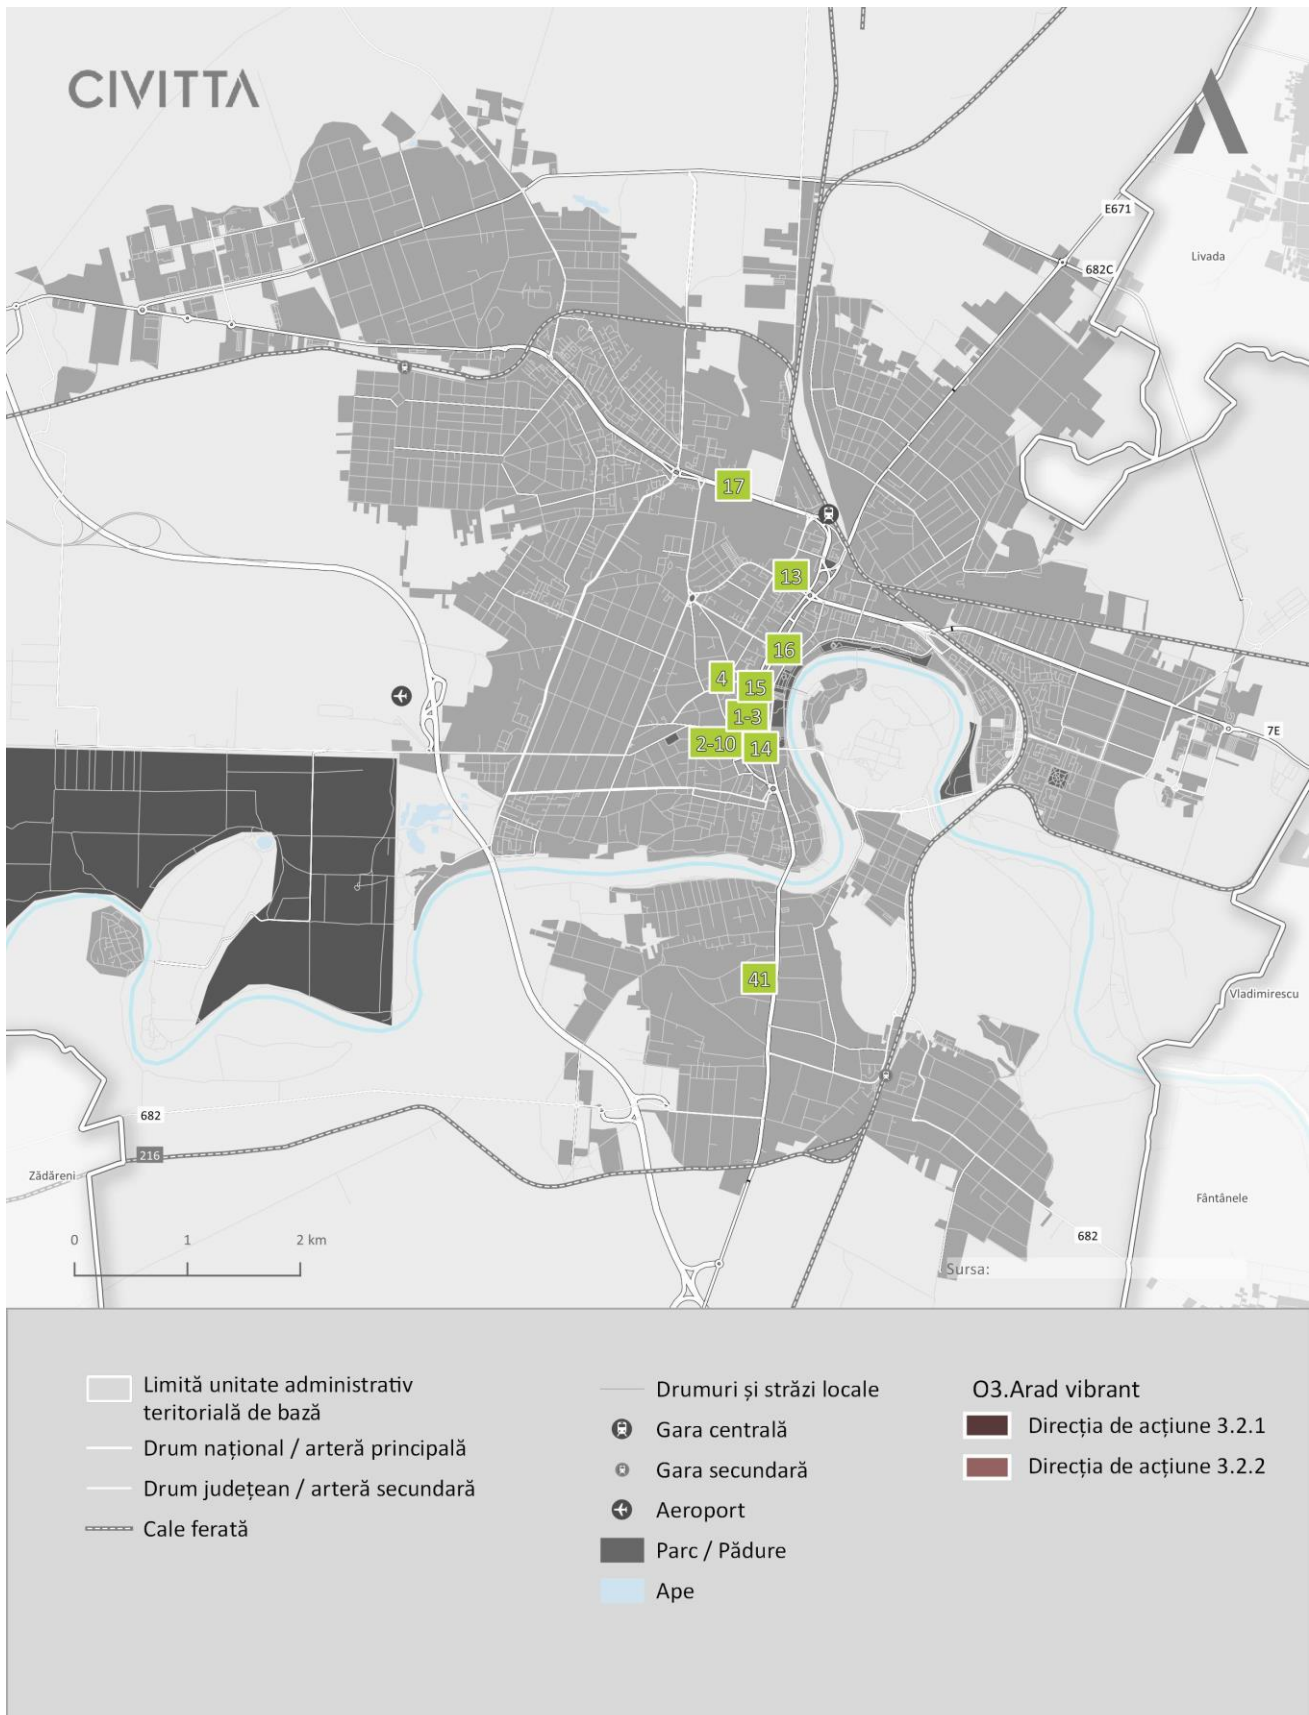 CIVITTA
E671
Livada
682C
17
13
16
4
15
1-3
2-10
14
7E
41
Vladimirescu
682
216
Zădăreni
Fântânele
0 1 2 km
682
Sursa:
Limită unitate administrativ
teritorială de bază
Drum național / arteră principală
Drum județean / arteră secundară
Cale ferată
Drumuri și străzi locale
Gara centrală
Gara secundară
Aeroport
Parc / Pădure
Ape
O3.Arad vibrant
Direcția de acțiune 3.2.1
Direcția de acțiune 3.2.2